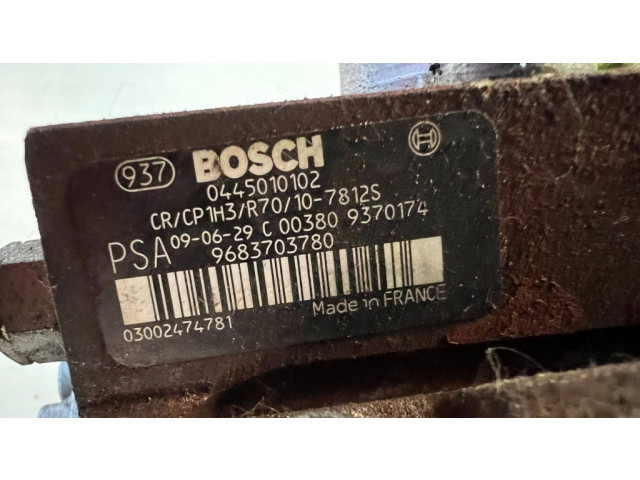 937 BOSCH
0445010102
CR/CP1H3/R70/10-7812S
PSA 09-06-29 C 00380 9370174
9683703780
03002474781 Made in FRANCE